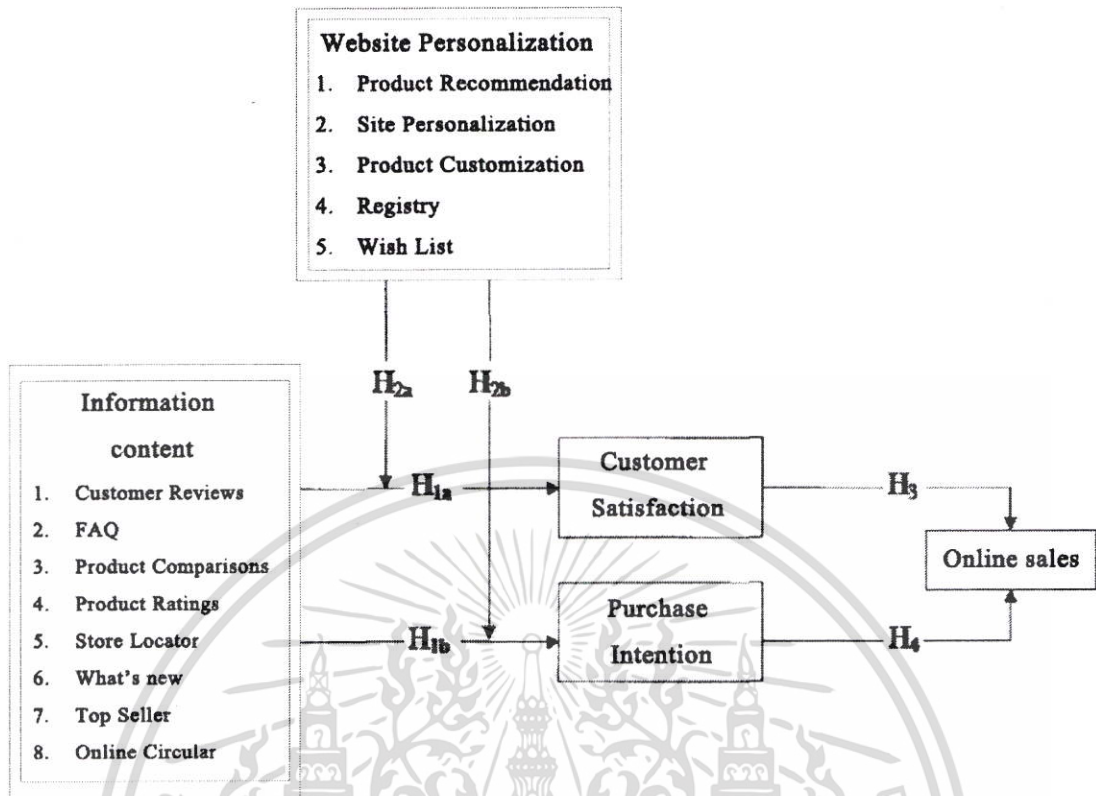 Website Personalization
1. Product Recommendation
2. Site Personalization
3. Product Customization
4. Registry
5. Wish List
H2a
H2b
Information
content
1. Customer Reviews
2. FAQ
3. Product Comparisons
4. Product Ratings
5. Store Locator
6. What's new
7. Top Seller
8. Online Circular
H1a
Customer
Satisfaction
H3
Online sales
H1b
Purchase
Intention
H4